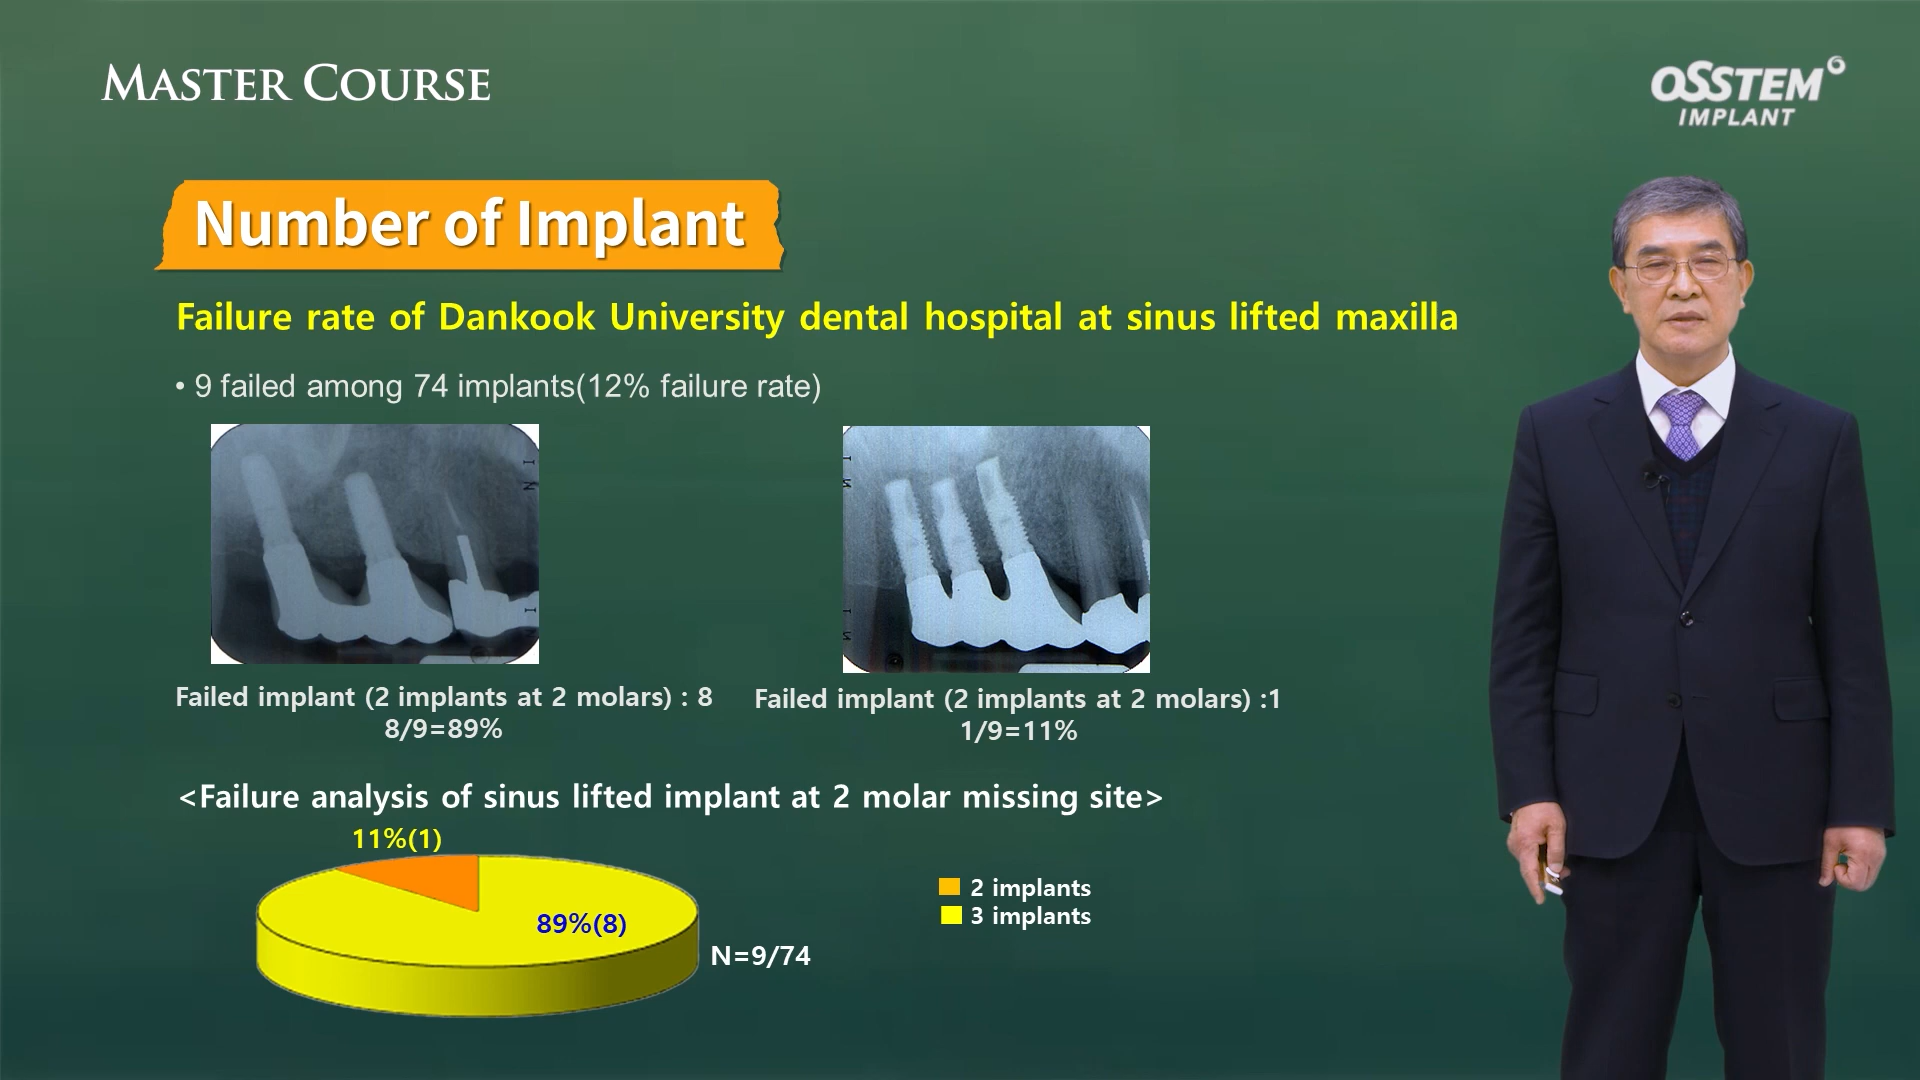 MASTER COURSE
OSSTEM
IMPLANT
Number of Implant
Failure rate of Dankook University dental hospital at sinus lifted maxilla
• 9 failed among 74 implants(12% failure rate)
Failed implant (2 implants at 2 molars) : 8
8/9=89%
Failed implant (2 implants at 2 molars) :1
1/9=11%
<Failure analysis of sinus lifted implant at 2 molar missing site>
11%(1)
89%(8)
N=9/74
2 implants
3 implants